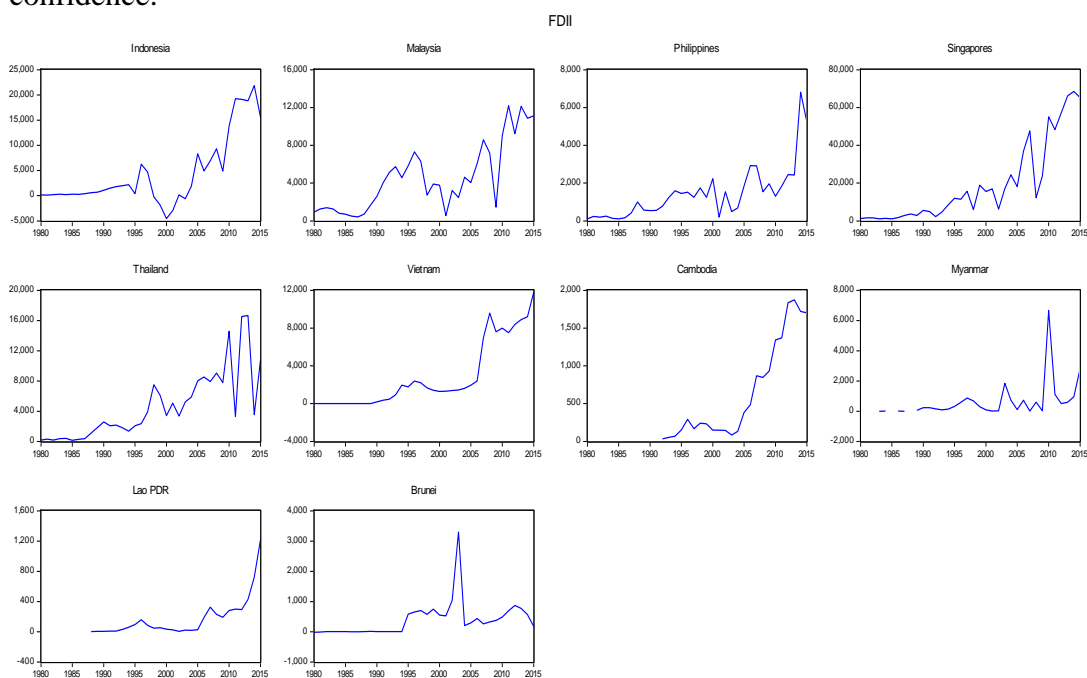 confidence.
FDII
Indonesia
25,000
20,000
15,000
10,000
5,000
0
-5,000
1980 1985 1990 1995 2000 2005 2010 2015
Malaysia
16,000
12,000
8,000
4,000
0
1980 1985 1990 1995 2000 2005 2010 2015
Philippines
8,000
6,000
4,000
2,000
0
1980 1985 1990 1995 2000 2005 2010 2015
Singapores
80,000
60,000
40,000
20,000
0
1980 1985 1990 1995 2000 2005 2010 2015
Thailand
20,000
16,000
12,000
8,000
4,000
0
1980 1985 1990 1995 2000 2005 2010 2015
Vietnam
12,000
8,000
4,000
0
-4,000
1980 1985 1990 1995 2000 2005 2010 2015
Cambodia
2,000
1,500
1,000
500
0
1980 1985 1990 1995 2000 2005 2010 2015
Myanmar
8,000
6,000
4,000
2,000
0
-2,000
1980 1985 1990 1995 2000 2005 2010 2015
Lao PDR
1,600
1,200
800
400
0
-400
1980 1985 1990 1995 2000 2005 2010 2015
Brunei
4,000
3,000
2,000
1,000
0
-1,000
1980 1985 1990 1995 2000 2005 2010 2015